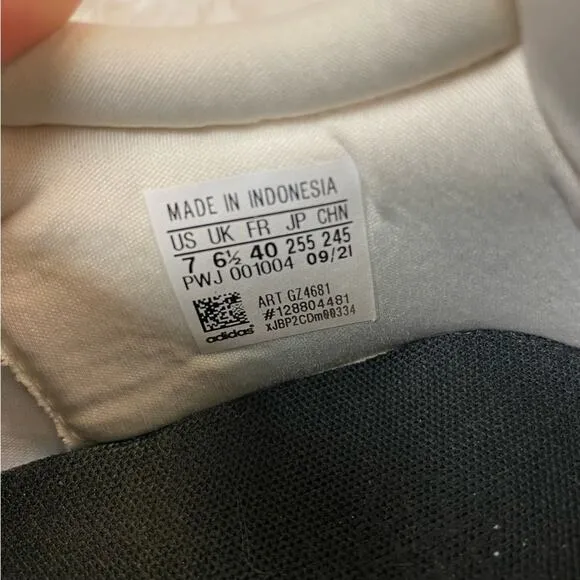 MADE IN INDONESIA
US UK FR JP CHN
7 6½ 40 255 245
PWJ 001004 09/21
ART GZ4681
#128804481
xJBP2CDm00334
adidas